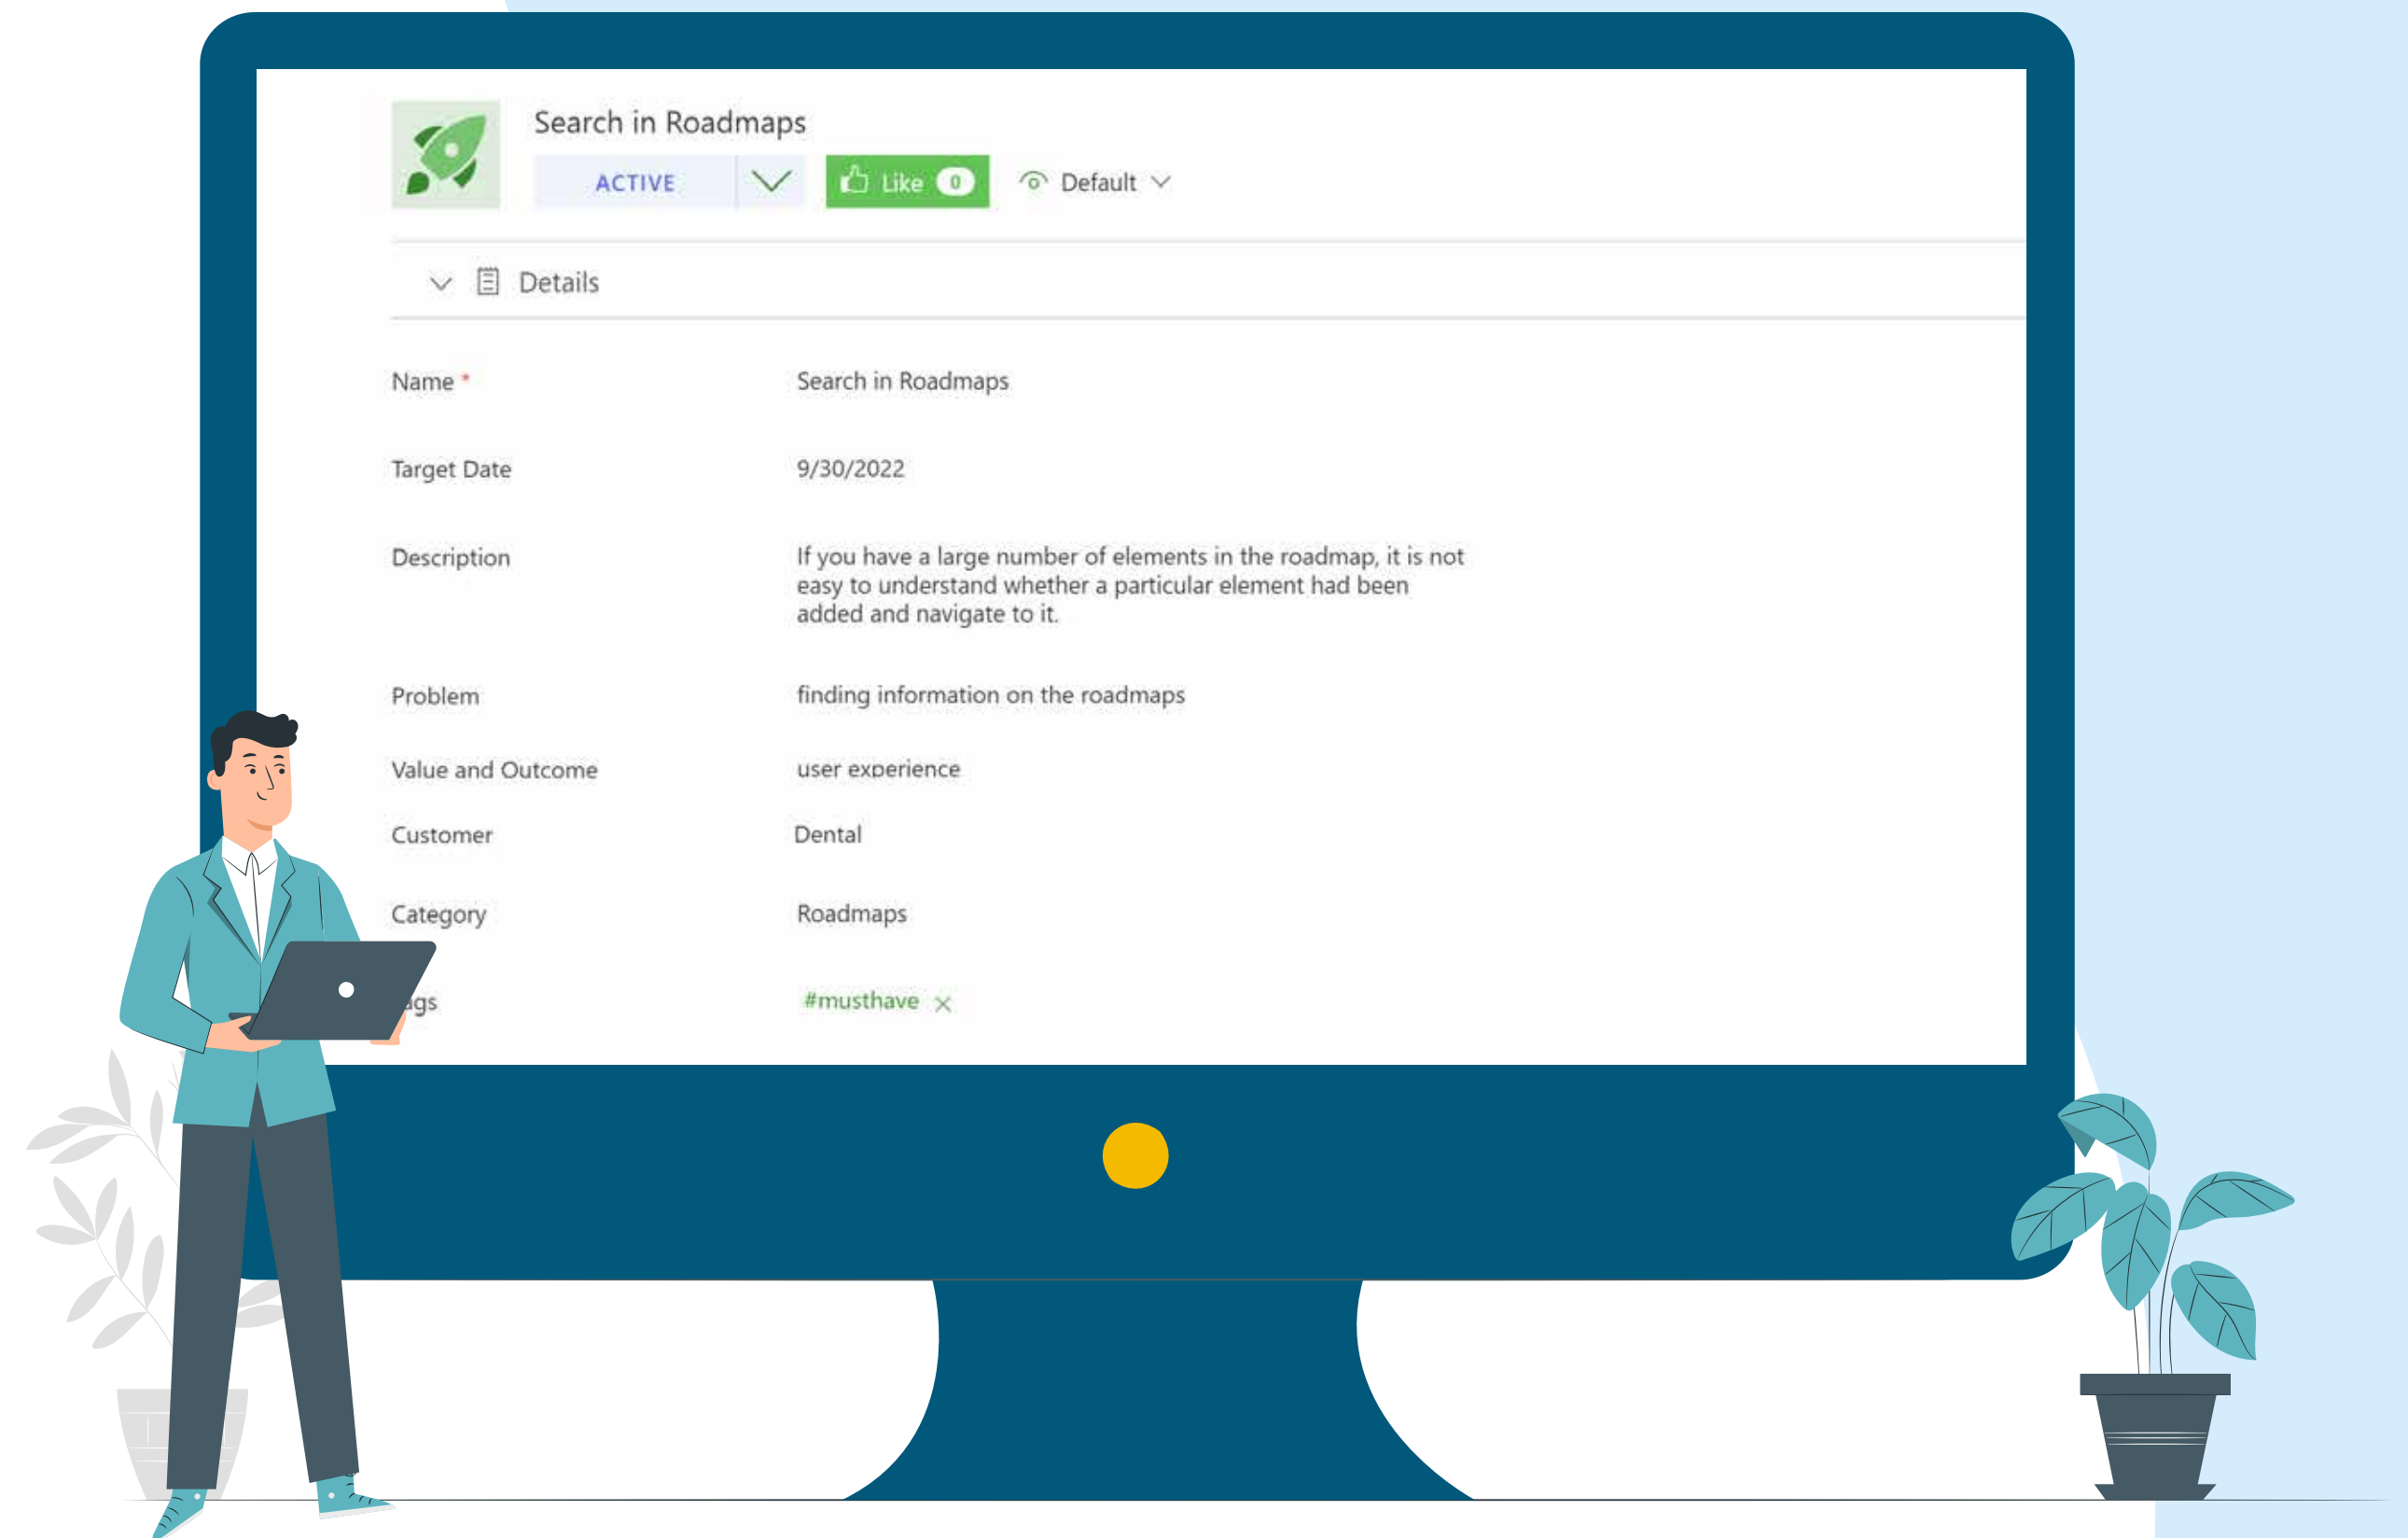 Search in Roadmaps
ACTIVE Like 0 Default
Details
Name * Search in Roadmaps
Target Date 9/30/2022
Description If you have a large number of elements in the roadmap, it is not
easy to understand whether a particular element had been
added and navigate to it.
Problem finding information on the roadmaps
Value and Outcome user experience
Customer Dental
Category Roadmaps
#musthave